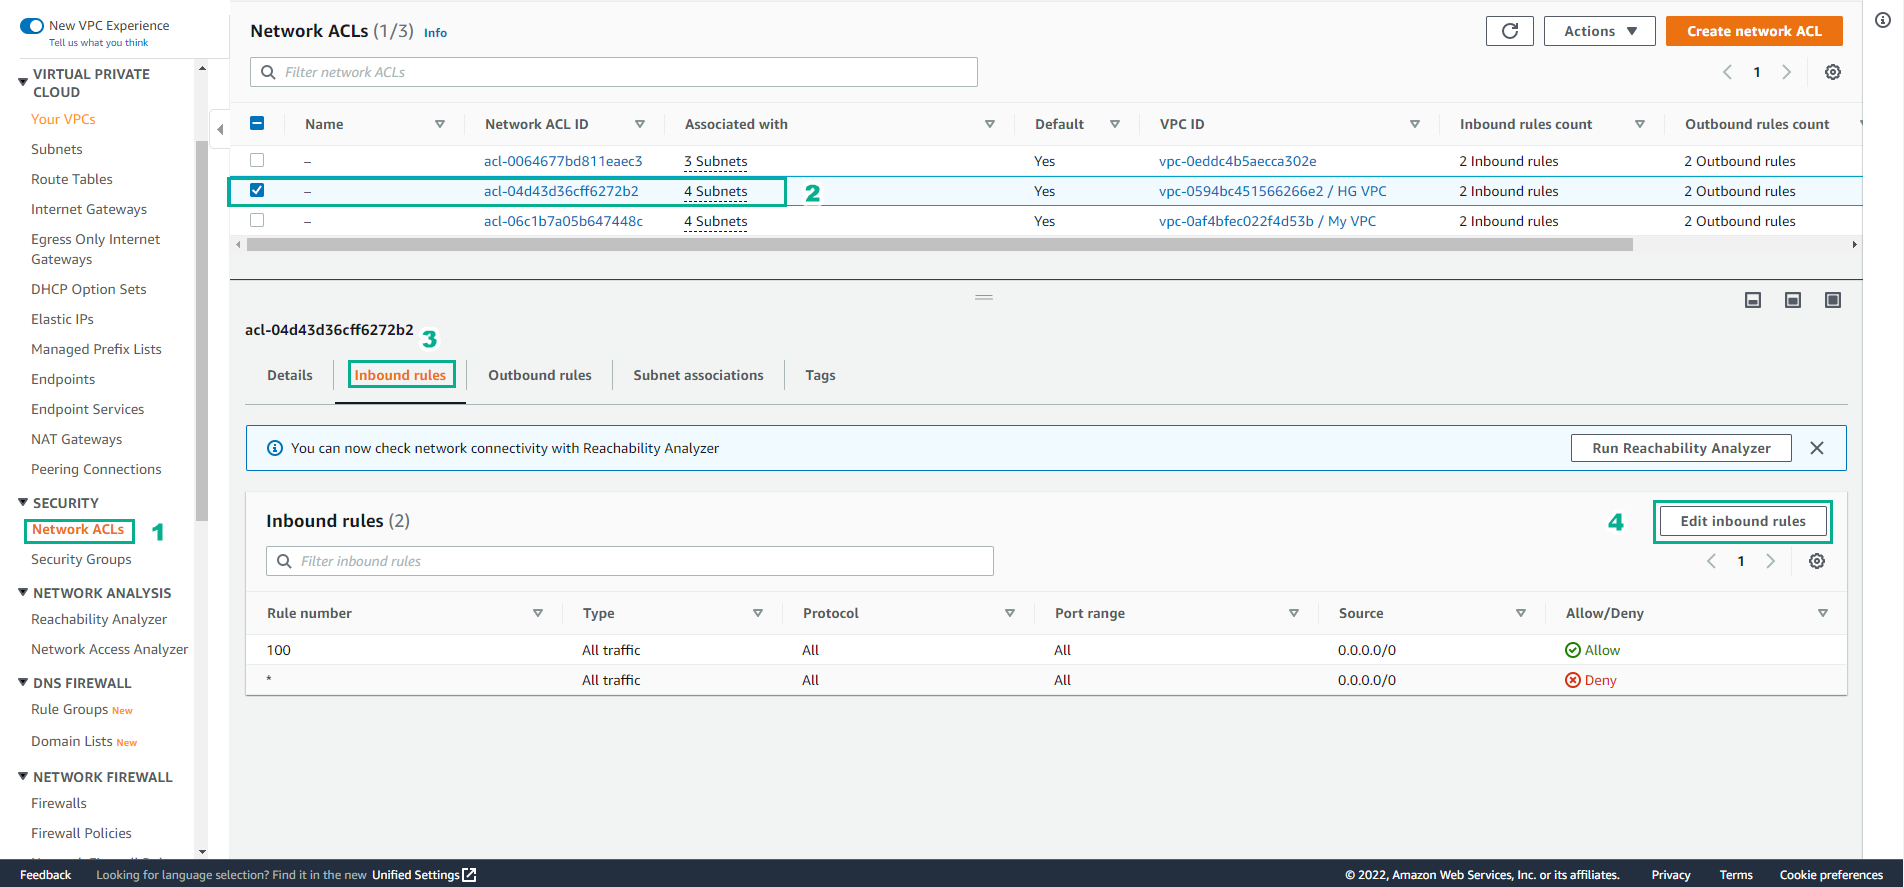 New VPC Experience
Tell us what you think
VIRTUAL PRIVATE
CLOUD
Your VPCs
Subnets
Route Tables
Internet Gateways
Egress Only Internet
Gateways
DHCP Option Sets
Elastic IPs
Managed Prefix Lists
Endpoints
Endpoint Services
NAT Gateways
Peering Connections
SECURITY
Network ACLs 1
Security Groups
NETWORK ANALYSIS
Reachability Analyzer
Network Access Analyzer
DNS FIREWALL
Rule Groups New
Domain Lists New
NETWORK FIREWALL
Firewalls
Firewall Policies
Network ACLs (1/3) Info
Actions
Create network ACL
Filter network ACLs
1
Name Network ACL ID Associated with Default VPC ID Inbound rules count Outbound rules count
– acl-0064677bd811eaec3 3 Subnets Yes vpc-0eddc4b5aecca302e 2 Inbound rules 2 Outbound rules
– acl-04d43d36cff6272b2 4 Subnets 2 Yes vpc-0594bc451566266e2 / HG VPC 2 Inbound rules 2 Outbound rules
– acl-06c1b7a05b647448c 4 Subnets Yes vpc-0af4bfec022f4d53b / My VPC 2 Inbound rules 2 Outbound rules
acl-04d43d36cff6272b2
3
Details Inbound rules Outbound rules Subnet associations Tags
You can now check network connectivity with Reachability Analyzer Run Reachability Analyzer
Inbound rules (2) 4 Edit inbound rules
Filter inbound rules
1
Rule number Type Protocol Port range Source Allow/Deny
100 All traffic All All 0.0.0.0/0 Allow
* All traffic All All 0.0.0.0/0 Deny
Feedback Looking for language selection? Find it in the new Unified Settings © 2022, Amazon Web Services, Inc. or its affiliates. Privacy Terms Cookie preferences